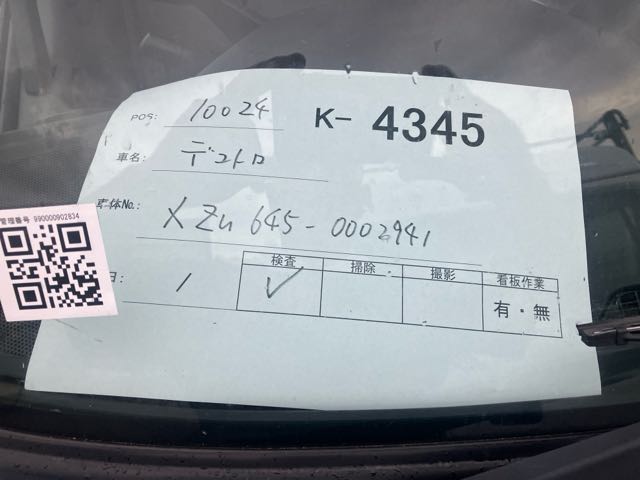 POS: 10024
K- 4345
車名: デュトロ
車体No.: XZU645-0002941
管理番号 990000902834
日: 1
検査 掃除 撮影 看板作業
✓ 有・無